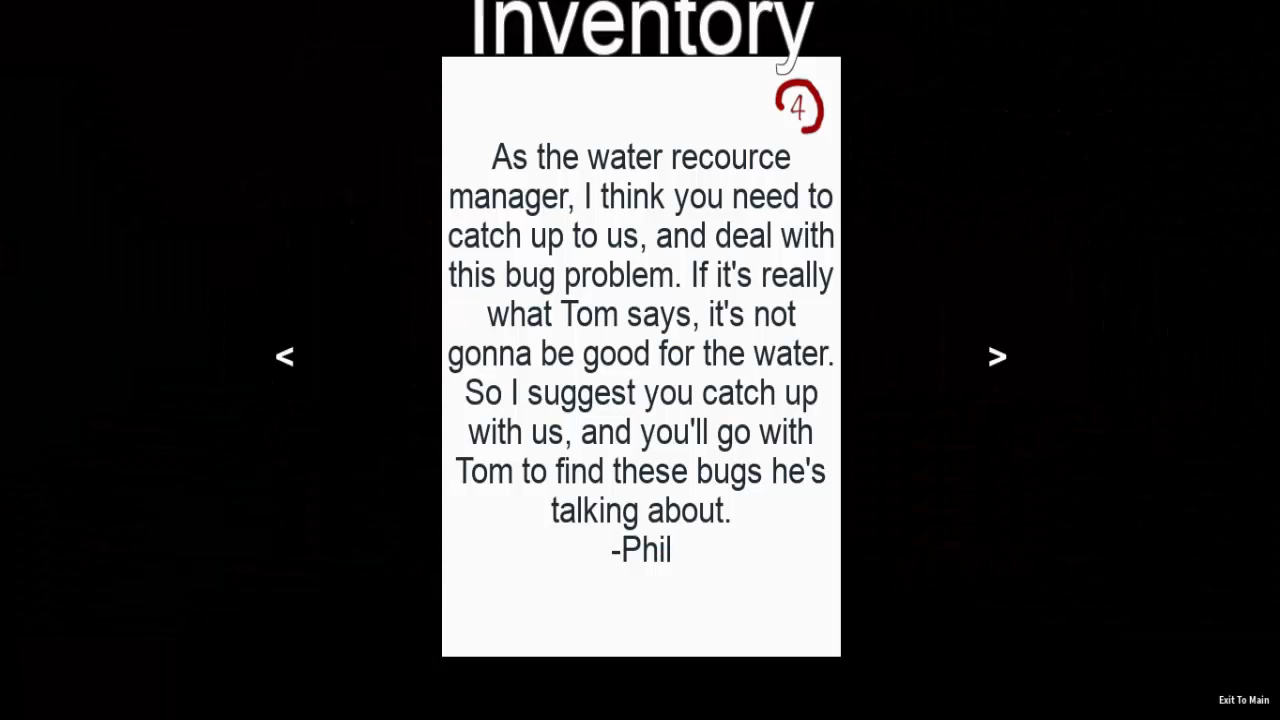 Inventory
4
As the water recource
manager, I think you need to
catch up to us, and deal with
this bug problem. If it's really
what Tom says, it's not
gonna be good for the water.
So I suggest you catch up
with us, and you'll go with
Tom to find these bugs he's
talking about.
-Phil
<
>
Exit To Main